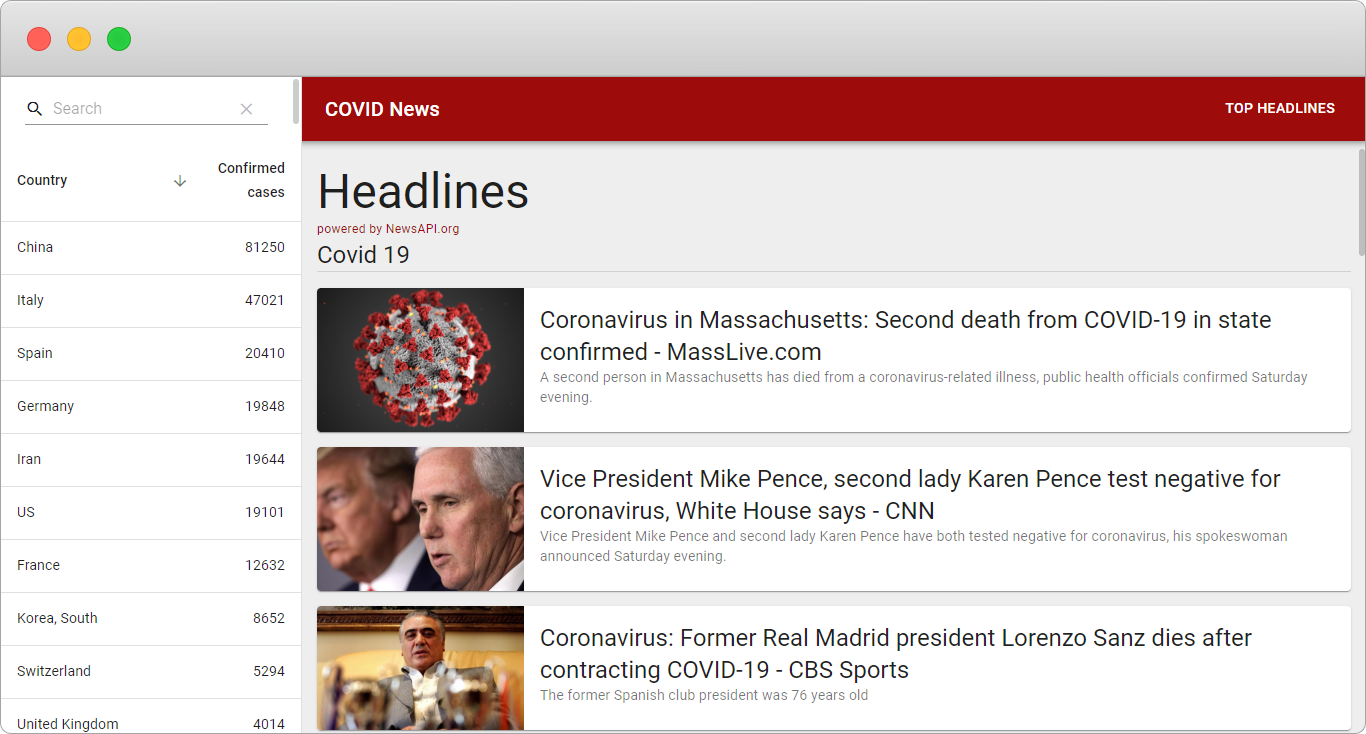 Search
Country
Confirmed
cases
China 81250
Italy 47021
Spain 20410
Germany 19848
Iran 19644
US 19101
France 12632
Korea, South 8652
Switzerland 5294
United Kingdom 4014
COVID News
TOP HEADLINES
Headlines
powered by NewsAPI.org
Covid 19
Coronavirus in Massachusetts: Second death from COVID-19 in state
confirmed - MassLive.com
A second person in Massachusetts has died from a coronavirus-related illness, public health officials confirmed Saturday
evening.
Vice President Mike Pence, second lady Karen Pence test negative for
coronavirus, White House says - CNN
Vice President Mike Pence and second lady Karen Pence have both tested negative for coronavirus, his spokeswoman
announced Saturday evening.
Coronavirus: Former Real Madrid president Lorenzo Sanz dies after
contracting COVID-19 - CBS Sports
The former Spanish club president was 76 years old